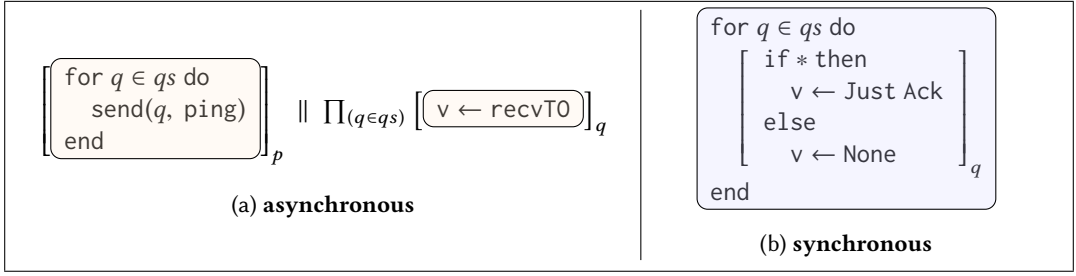 for q ∈ qs do
send(q, ping)
end
p
∥ ∏(q∈qs) [ v ← recvTO ]q
(a) asynchronous
for q ∈ qs do
if * then
v ← Just Ack
else
v ← None
q
end
(b) synchronous